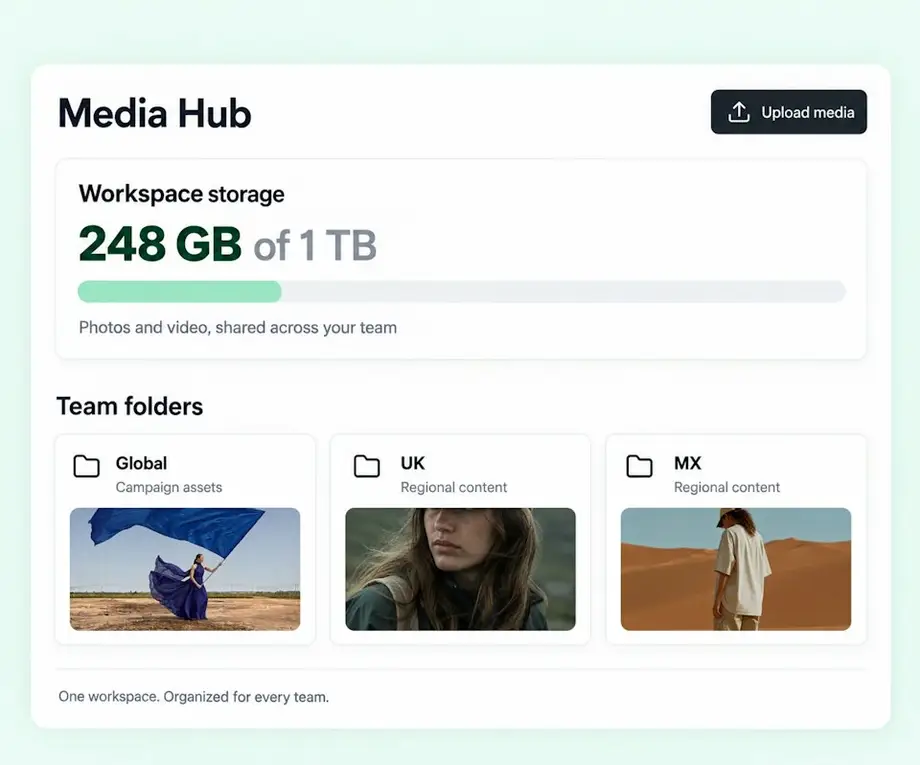 Media Hub
Upload media
Workspace storage
248 GB of 1 TB
Photos and video, shared across your team
Team folders
Global
Campaign assets
UK
Regional content
MX
Regional content
One workspace. Organized for every team.